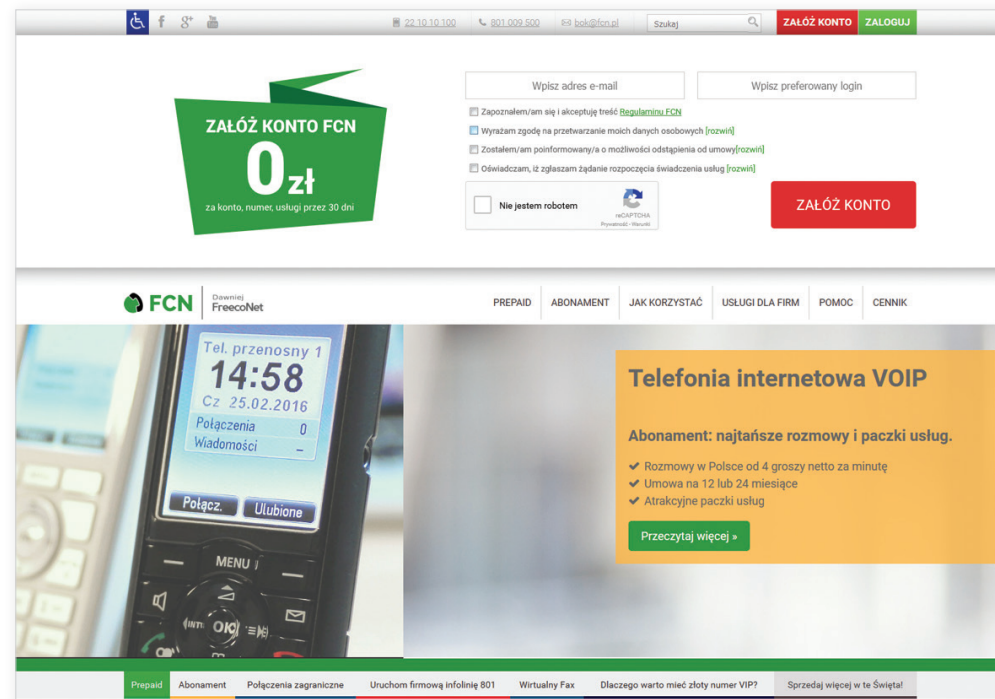 22 10 10 100
801 009 500
bok@fcn.pl
Szukaj
ZAŁÓŻ KONTO
ZALOGUJ
ZAŁÓŻ KONTO FCN
0 zł
za konto, numer, usługi przez 30 dni
Wpisz adres e-mail
Wpisz preferowany login
Zapoznałem/am się i akceptuję treść Regulaminu FCN
Wyrażam zgodę na przetwarzanie moich danych osobowych [rozwiń]
Zostałem/am poinformowany/a o możliwości odstąpienia od umowy[rozwiń]
Oświadczam, iż zgłaszam żądanie rozpoczęcia świadczenia usług [rozwiń]
Nie jestem robotem
reCAPTCHA
Prywatność - Warunki
ZAŁÓŻ KONTO
FCN
Dawniej
FreecoNet
PREPAID
ABONAMENT
JAK KORZYSTAĆ
USŁUGI DLA FIRM
POMOC
CENNIK
Tel. przenosny 1
14:58
Cz 25.02.2016
Połączenia 0
Wiadomości –
Połącz. Ulubione
MENU
INT
OK
Telefonia internetowa VOIP
Abonament: najtańsze rozmowy i paczki usług.
Rozmowy w Polsce od 4 groszy netto za minutę
Umowa na 12 lub 24 miesiące
Atrakcyjne paczki usług
Przeczytaj więcej »
Prepaid
Abonament
Połączenia zagraniczne
Uruchom firmową infolinię 801
Wirtualny Fax
Dlaczego warto mieć złoty numer VIP?
Sprzedaj więcej w te Święta!